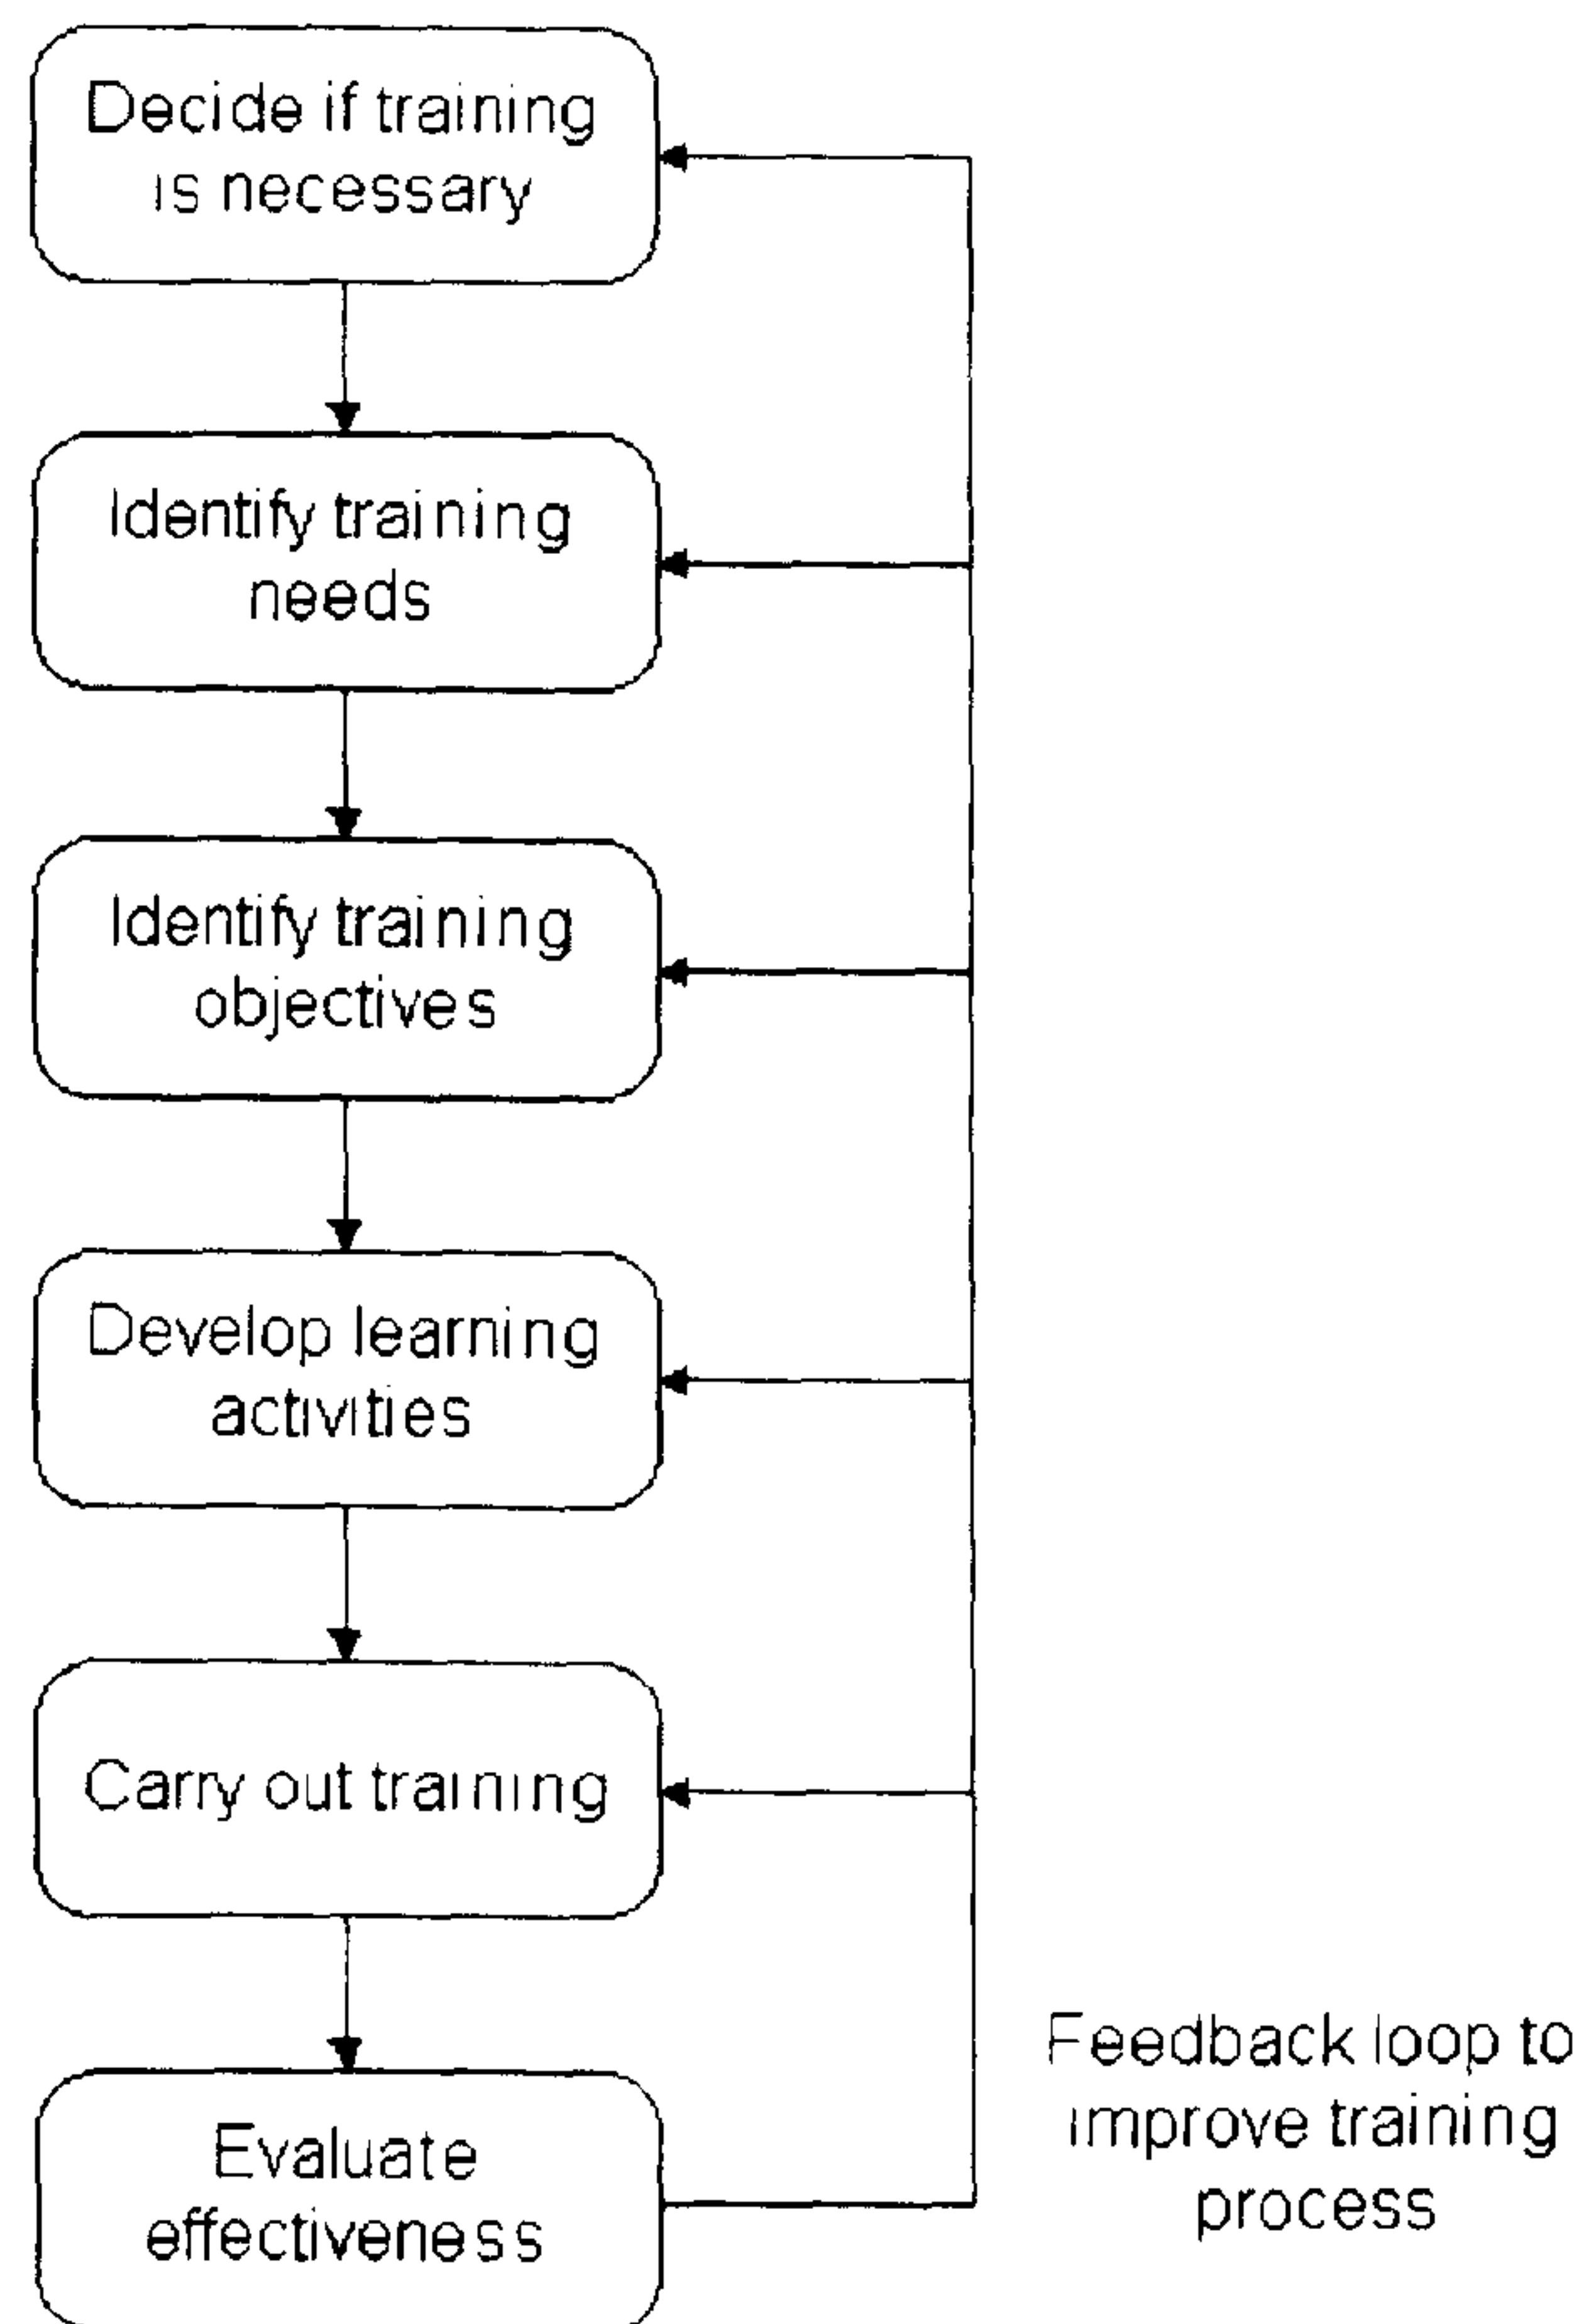 Decide if training
is necessary
Identify training
needs
Identify training
objectives
Develop learning
activities
Carry out training
Evaluate
effectiveness
Feedback loop to
improve training
process